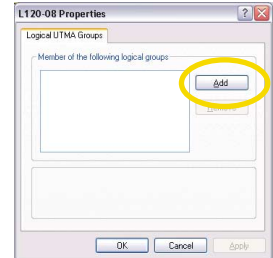 L120-08 Properties
Logical UTMA Groups
Member of the following logical groups
Add
Remove
OK
Cancel
Apply